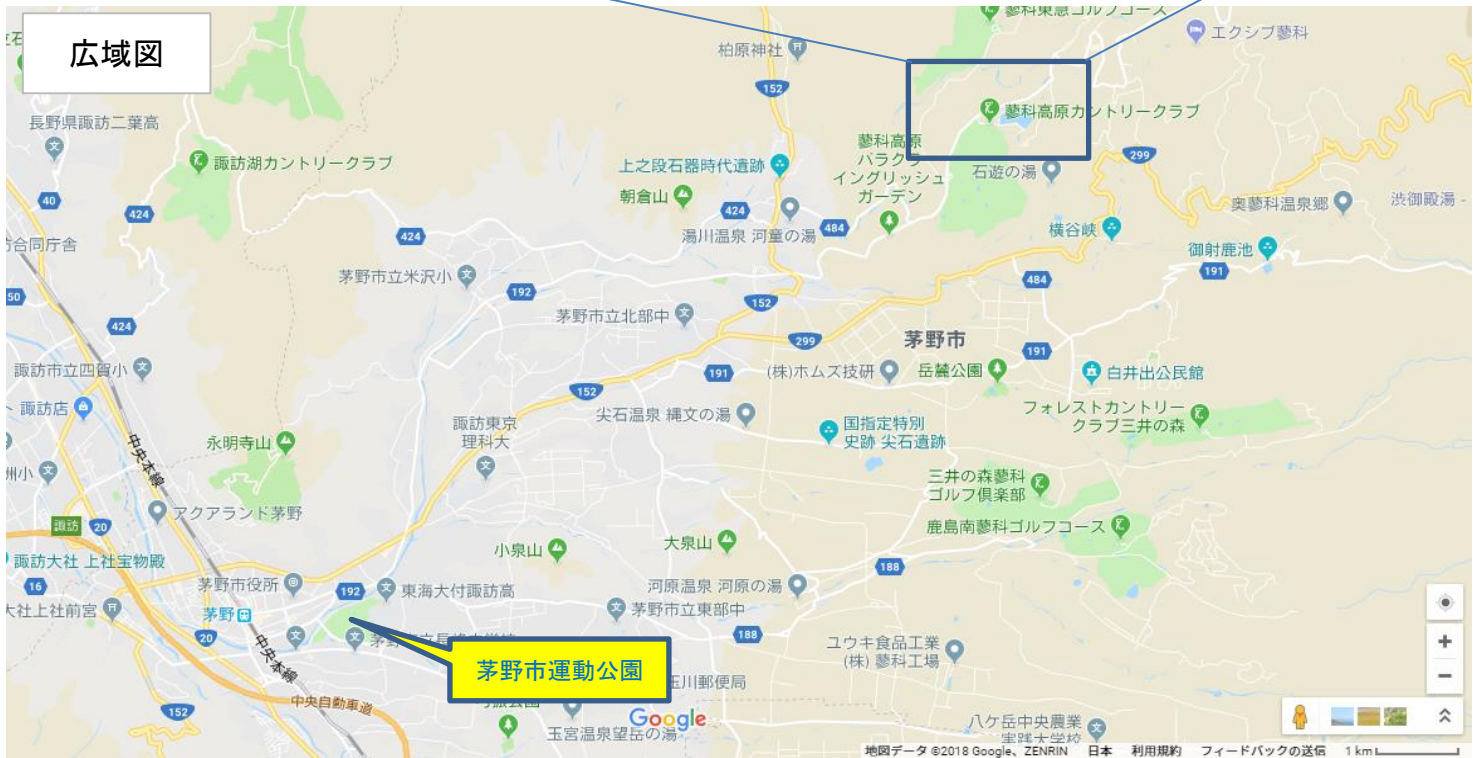 広域図
蓼科東急ゴルフコース
エクシブ蓼科
柏原神社
152
長野県諏訪二葉高
諏訪湖カントリークラブ
蓼科高原カントリークラブ
上之段石器時代遺跡
蓼科高原
バラクラ
イングリッシュ
ガーデン
299
石遊の湯
40
424
朝倉山
424
奥蓼科温泉郷
渋御殿湯
424
湯川温泉 河童の湯
484
横谷峡
御射鹿池
合同庁舎
191
茅野市立米沢小
484
50
192
152
424
茅野市立北部中
299
茅野市
191
諏訪市立四賀小
191
(株)ホムズ技研
岳麓公園
白井出公民館
諏訪店
152
諏訪東京
理科大
尖石温泉 縄文の湯
国指定特別
史跡 尖石遺跡
フォレストカントリー
クラブ三井の森
中央本線
永明寺山
州小
三井の森蓼科
ゴルフ倶楽部
アクアランド茅野
諏訪
20
鹿島南蓼科ゴルフコース
諏訪大社 上社宝物殿
小泉山
大泉山
188
16
茅野市役所
192
東海大付諏訪高
河原温泉 河原の湯
大社上社前宮
茅野
茅野市立東部中
20
188
中央本線
茅野市運動公園
ユウキ食品工業
(株) 蓼科工場
玉川郵便局
中央自動車道
152
Google
玉宮温泉望岳の湯
八ケ岳中央農業
実践大学校
地図データ ©2018 Google、ZENRIN 日本 利用規約 フィードバックの送信 1 km